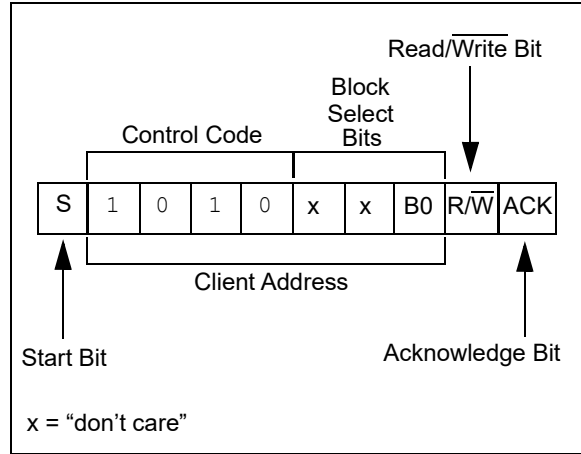 Read/Write Bit
Block
Select
Bits
Control Code
S 1 0 1 0 x x B0 R/W ACK
Client Address
Start Bit
Acknowledge Bit
x = “don’t care”